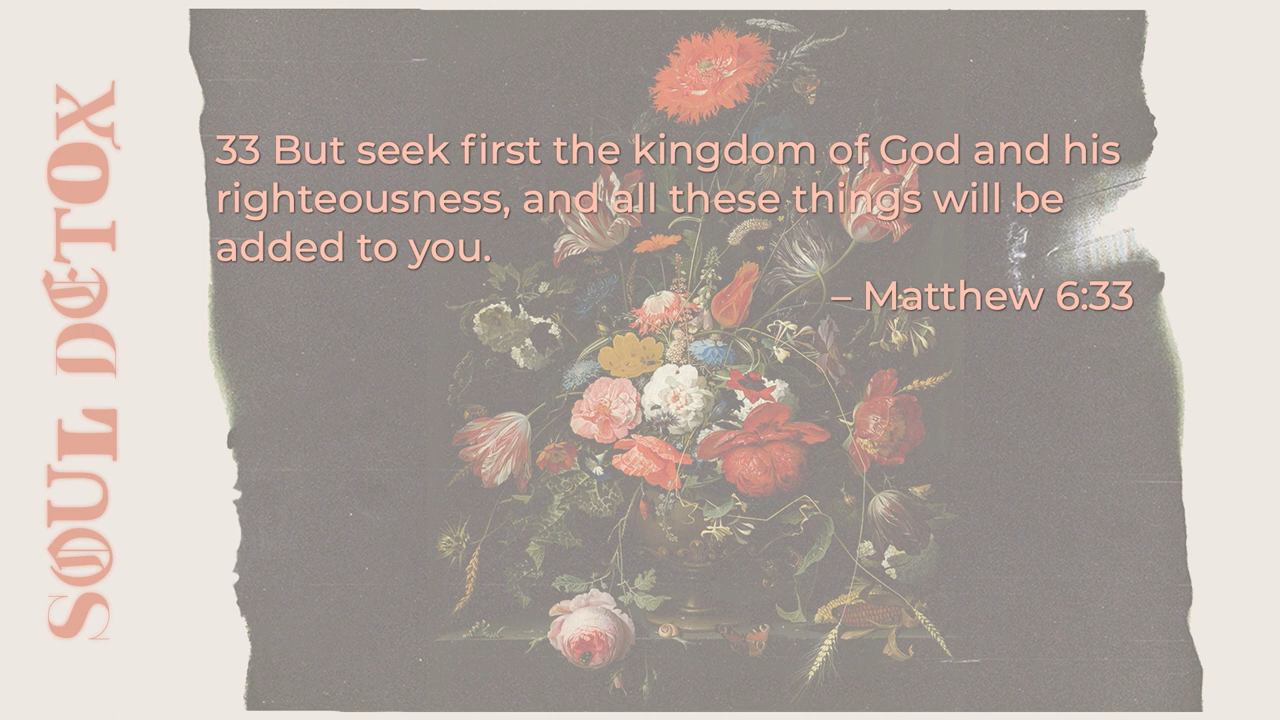 SOUL DETOX
33 But seek first the kingdom of God and his
righteousness, and all these things will be
added to you.
– Matthew 6:33